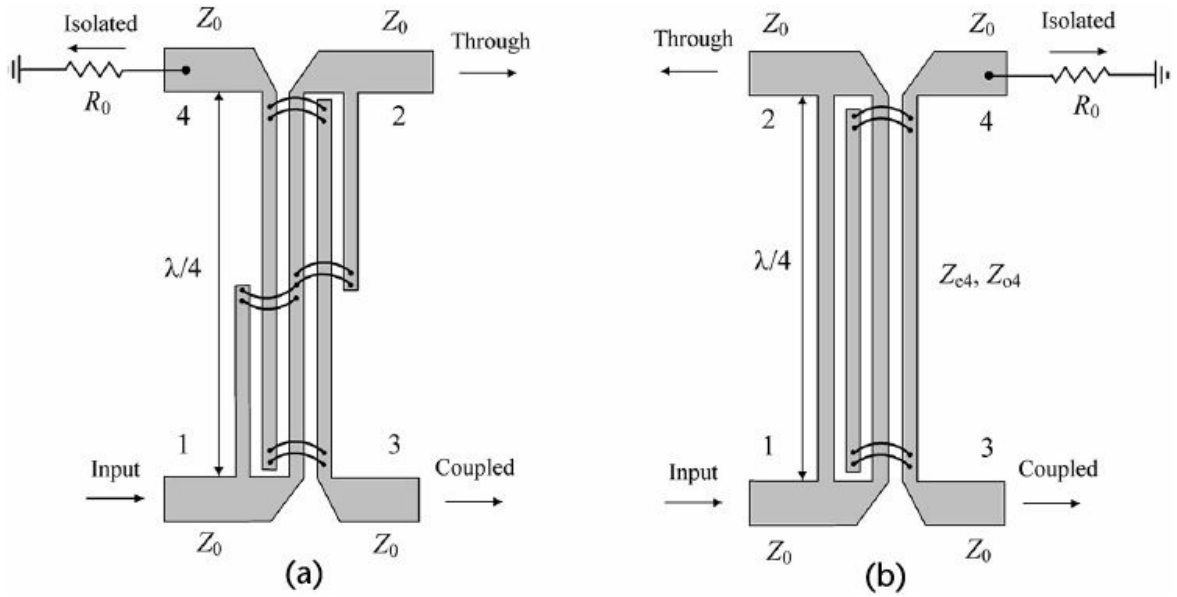 Isolated
Z0
Z0
Through
R0
4
2
λ/4
1
3
Input
Coupled
Z0
Z0
(a)
Z0
Z0
Isolated
Through
R0
2
4
λ/4
Ze4, Zo4
1
3
Input
Coupled
Z0
Z0
(b)